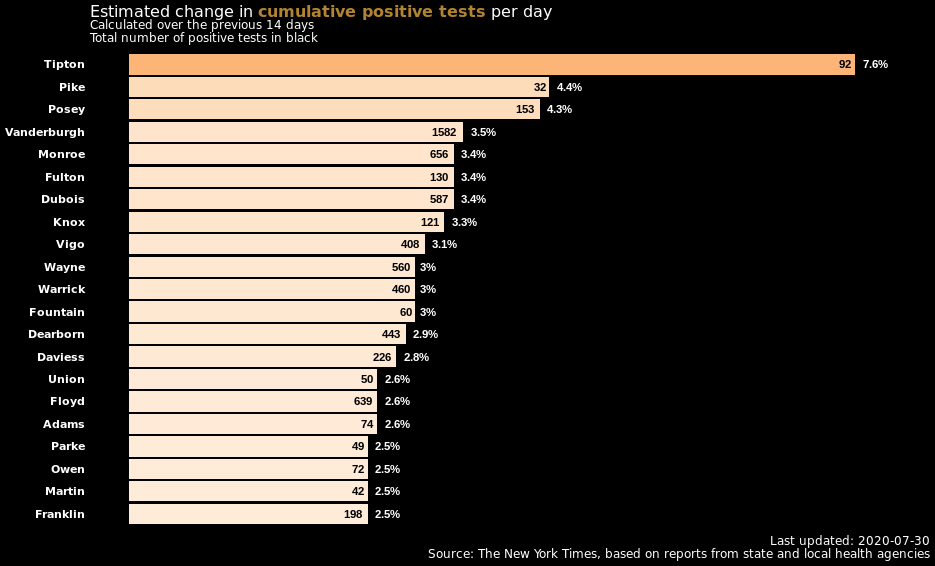 Estimated change in cumulative positive tests per day
Calculated over the previous 14 days
Total number of positive tests in black
Tipton 92 7.6%
Pike 32 4.4%
Posey 153 4.3%
Vanderburgh 1582 3.5%
Monroe 656 3.4%
Fulton 130 3.4%
Dubois 587 3.4%
Knox 121 3.3%
Vigo 408 3.1%
Wayne 560 3%
Warrick 460 3%
Fountain 60 3%
Dearborn 443 2.9%
Daviess 226 2.8%
Union 50 2.6%
Floyd 639 2.6%
Adams 74 2.6%
Parke 49 2.5%
Owen 72 2.5%
Martin 42 2.5%
Franklin 198 2.5%
Last updated: 2020-07-30
Source: The New York Times, based on reports from state and local health agencies